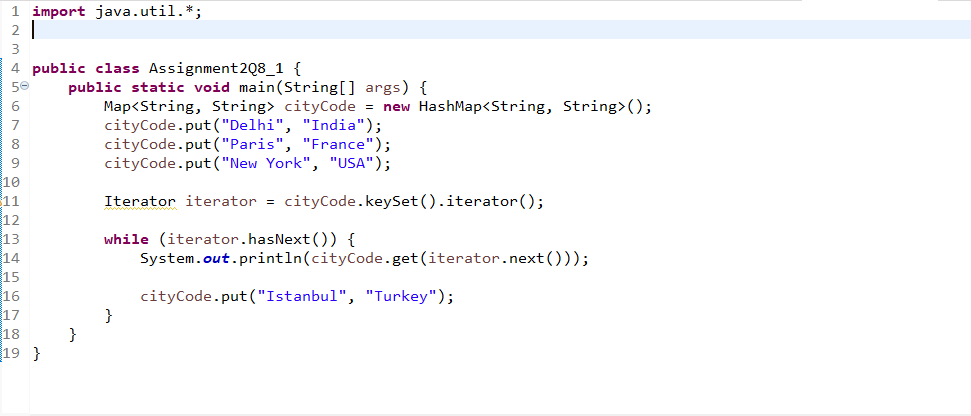 1 import java.util.*;
2
3
4 public class Assignment2Q8_1 {
5 public static void main(String[] args) {
6 Map<String, String> cityCode = new HashMap<String, String>();
7 cityCode.put("Delhi", "India");
8 cityCode.put("Paris", "France");
9 cityCode.put("New York", "USA");
10
11 Iterator iterator = cityCode.keySet().iterator();
12
13 while (iterator.hasNext()) {
14 System.out.println(cityCode.get(iterator.next()));
15
16 cityCode.put("Istanbul", "Turkey");
17 }
18 }
19 }